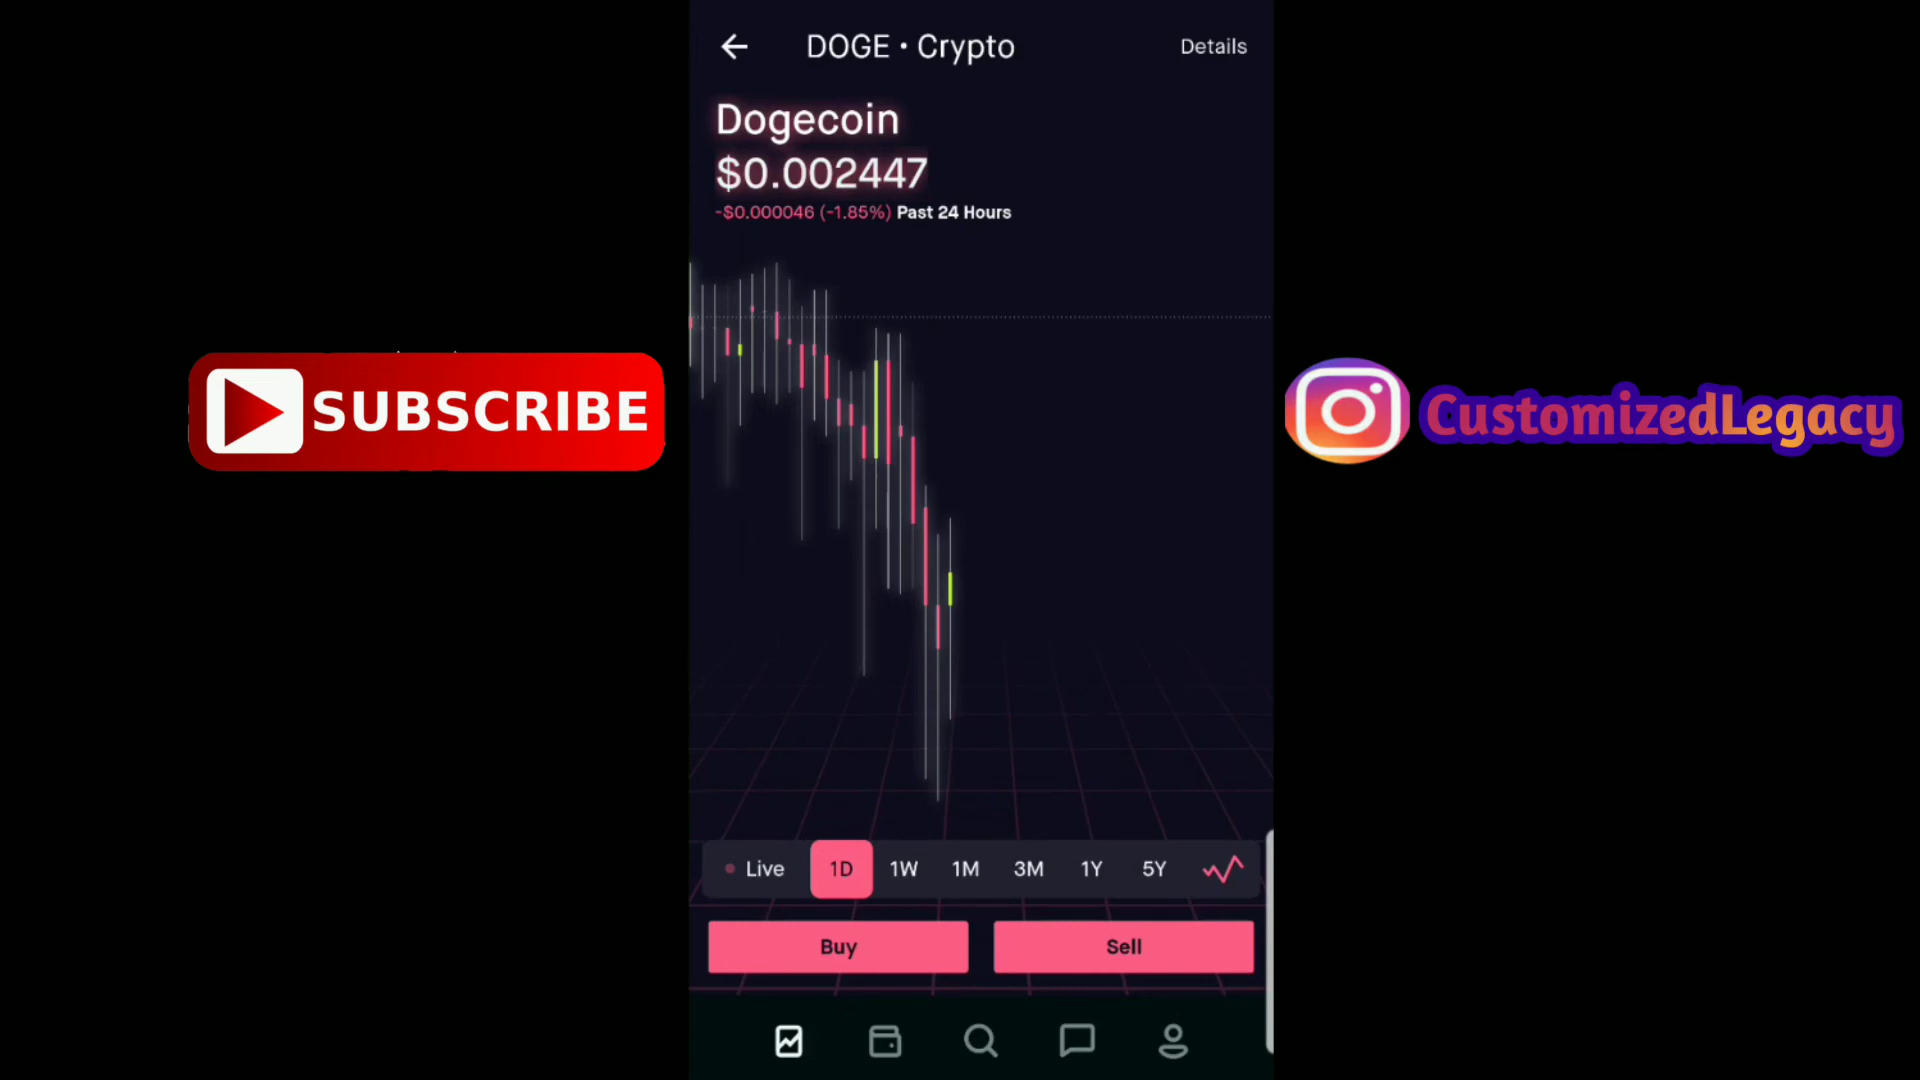 DOGE • Crypto
Details
Dogecoin
$0.002447
-$0.000046 (-1.85%) Past 24 Hours
SUBSCRIBE
CustomizedLegacy
Live 1D 1W 1M 3M 1Y 5Y
Buy
Sell